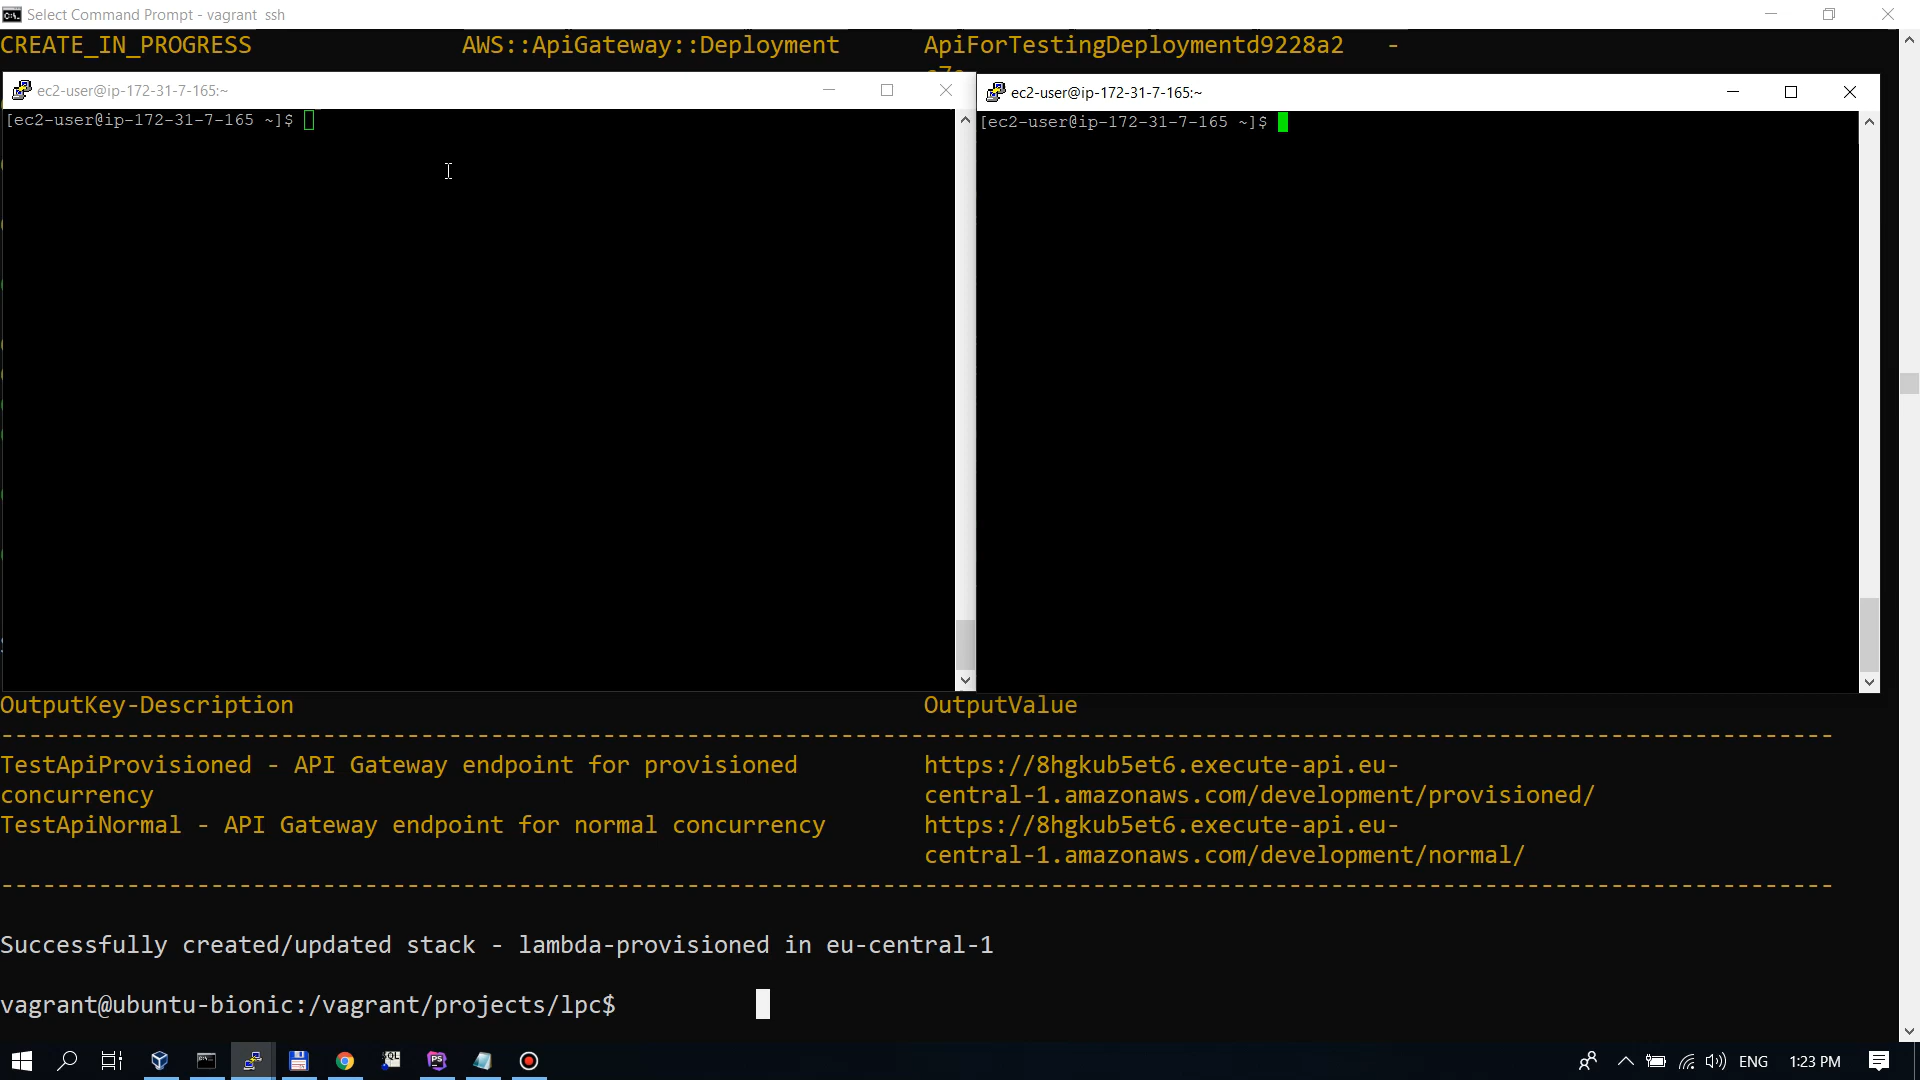 Select Command Prompt - vagrant ssh
CREATE_IN_PROGRESS AWS::ApiGateway::Deployment ApiForTestingDeploymentd9228a2 -
ec2-user@ip-172-31-7-165:~
[ec2-user@ip-172-31-7-165 ~]$
ec2-user@ip-172-31-7-165:~
[ec2-user@ip-172-31-7-165 ~]$
OutputKey-Description OutputValue
TestApiProvisioned - API Gateway endpoint for provisioned https://8hgkub5et6.execute-api.eu-
concurrency central-1.amazonaws.com/development/provisioned/
TestApiNormal - API Gateway endpoint for normal concurrency https://8hgkub5et6.execute-api.eu-
central-1.amazonaws.com/development/normal/
Successfully created/updated stack - lambda-provisioned in eu-central-1
vagrant@ubuntu-bionic:/vagrant/projects/lpc$
ENG 1:23 PM